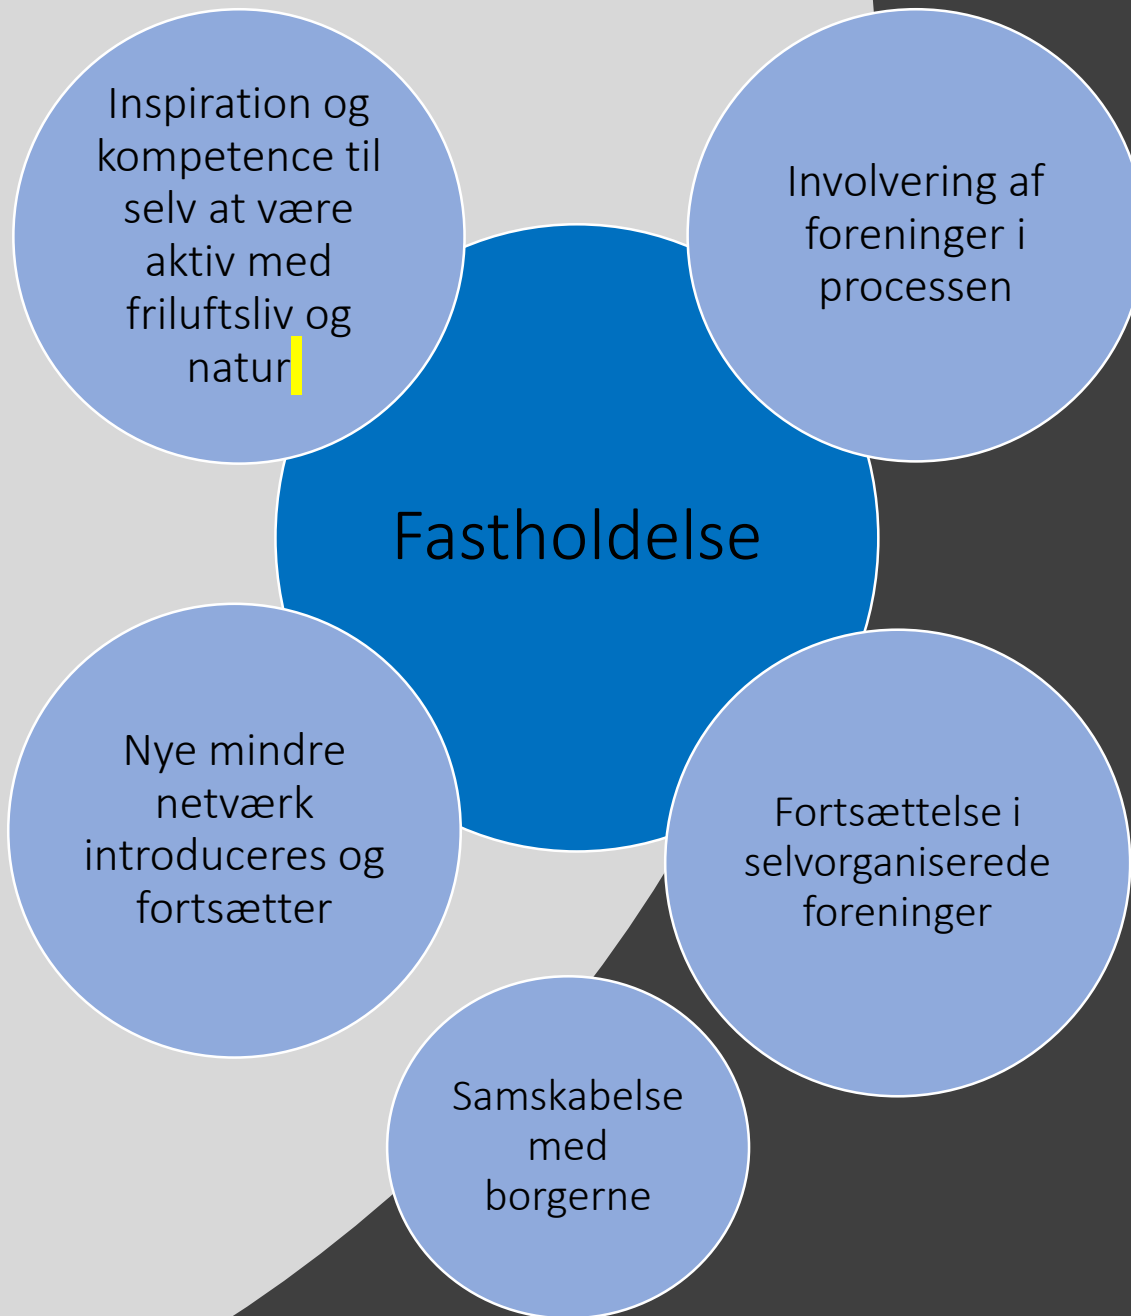 Inspiration og
kompetence til
selv at være
aktiv med
friluftsliv og
natur
Involvering af
foreninger i
processen
Fastholdelse
Nye mindre
netværk
introduceres og
fortsætter
Fortsættelse i
selvorganiserede
foreninger
Samskabelse
med
borgerne